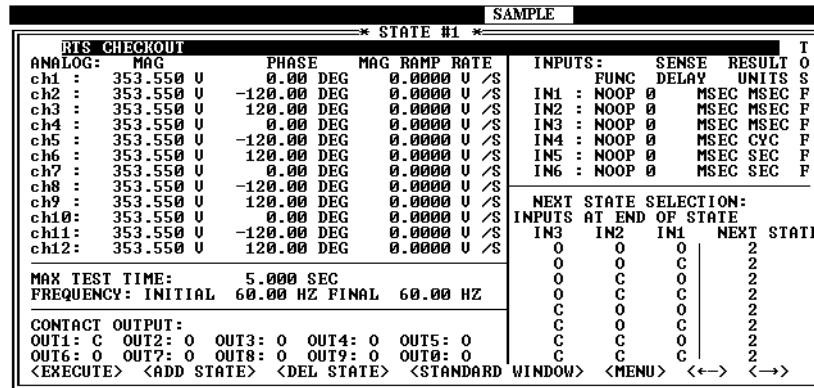 SAMPLE
* STATE #1 *
RTS CHECKOUT T
ANALOG: MAG PHASE MAG RAMP RATE INPUTS: SENSE RESULT O
ch1 : 353.550 V 0.00 DEG 0.0000 V /S FUNC DELAY UNITS S
ch2 : 353.550 V -120.00 DEG 0.0000 V /S IN1 : NOOP 0 MSEC MSEC F
ch3 : 353.550 V 120.00 DEG 0.0000 V /S IN2 : NOOP 0 MSEC MSEC F
ch4 : 353.550 V 0.00 DEG 0.0000 V /S IN3 : NOOP 0 MSEC MSEC F
ch5 : 353.550 V -120.00 DEG 0.0000 V /S IN4 : NOOP 0 MSEC CYC F
ch6 : 353.550 V 120.00 DEG 0.0000 V /S IN5 : NOOP 0 MSEC SEC F
ch7 : 353.550 V 0.00 DEG 0.0000 V /S IN6 : NOOP 0 MSEC SEC F
ch8 : 353.550 V -120.00 DEG 0.0000 V /S
ch9 : 353.550 V 120.00 DEG 0.0000 V /S NEXT STATE SELECTION:
ch10: 353.550 V 0.00 DEG 0.0000 V /S INPUTS AT END OF STATE
ch11: 353.550 V -120.00 DEG 0.0000 V /S IN3 IN2 IN1 NEXT STATE
ch12: 353.550 V 120.00 DEG 0.0000 V /S O O O 2
O O C 2
MAX TEST TIME: 5.000 SEC O C O 2
FREQUENCY: INITIAL 60.00 HZ FINAL 60.00 HZ O C C 2
C O O 2
CONTACT OUTPUT: C O C 2
OUT1: C OUT2: O OUT3: O OUT4: O OUT5: O C C O 2
OUT6: O OUT7: O OUT8: O OUT9: O OUT0: O C C C 2
<EXECUTE> <ADD STATE> <DEL STATE> <STANDARD WINDOW> <MENU> <←> <→>